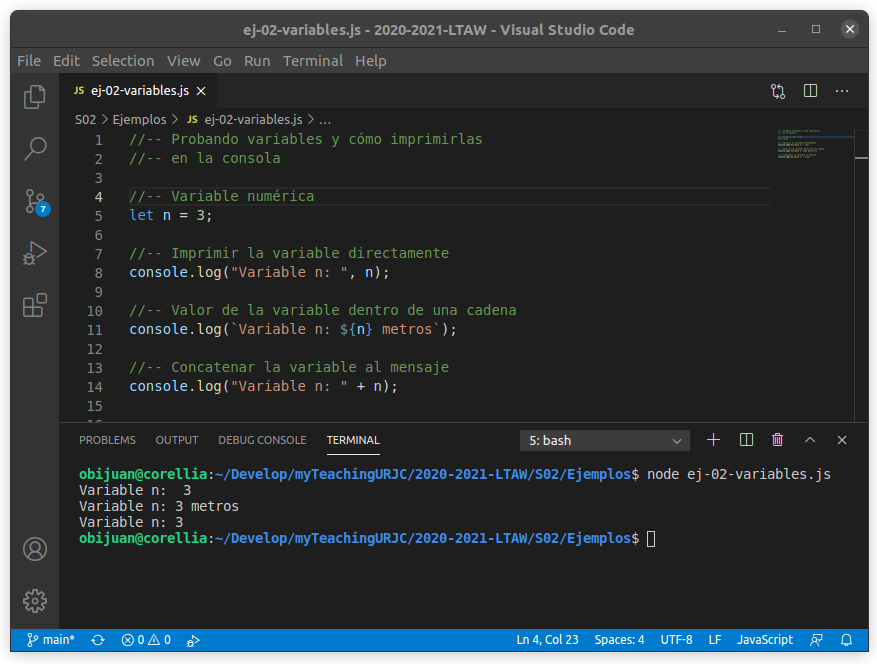 ej-02-variables.js - 2020-2021-LTAW - Visual Studio Code
File Edit Selection View Go Run Terminal Help
JS ej-02-variables.js
S02 > Ejemplos > JS ej-02-variables.js > ...
1 //-- Probando variables y cómo imprimirlas
2 //-- en la consola
3
4 //-- Variable numérica
5 let n = 3;
6
7 //-- Imprimir la variable directamente
8 console.log("Variable n: ", n);
9
10 //-- Valor de la variable dentro de una cadena
11 console.log(`Variable n: ${n} metros`);
12
13 //-- Concatenar la variable al mensaje
14 console.log("Variable n: " + n);
15
7
PROBLEMS OUTPUT DEBUG CONSOLE TERMINAL 5: bash
obijuan@corellia:~/Develop/myTeachingURJC/2020-2021-LTAW/S02/Ejemplos$ node ej-02-variables.js
Variable n:  3
Variable n: 3 metros
Variable n: 3
obijuan@corellia:~/Develop/myTeachingURJC/2020-2021-LTAW/S02/Ejemplos$
main* 0 0 Ln 4, Col 23 Spaces: 4 UTF-8 LF JavaScript